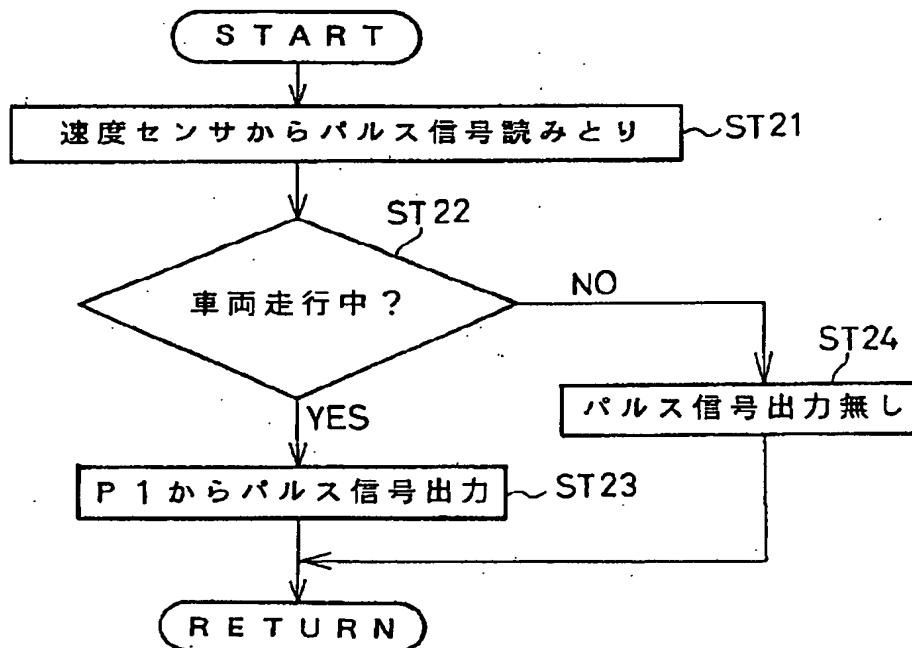 START
速度センサからパルス信号読みとり
ST21
ST22
車両走行中?
NO
ST24
パルス信号出力無し
YES
P1からパルス信号出力
ST23
RETURN